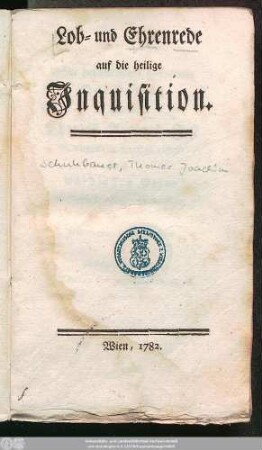 Lob- und Ehrenrede
auf die heilige
Inquisition.
Schuhbauer, Thomas Joachim
Wien, 1782.